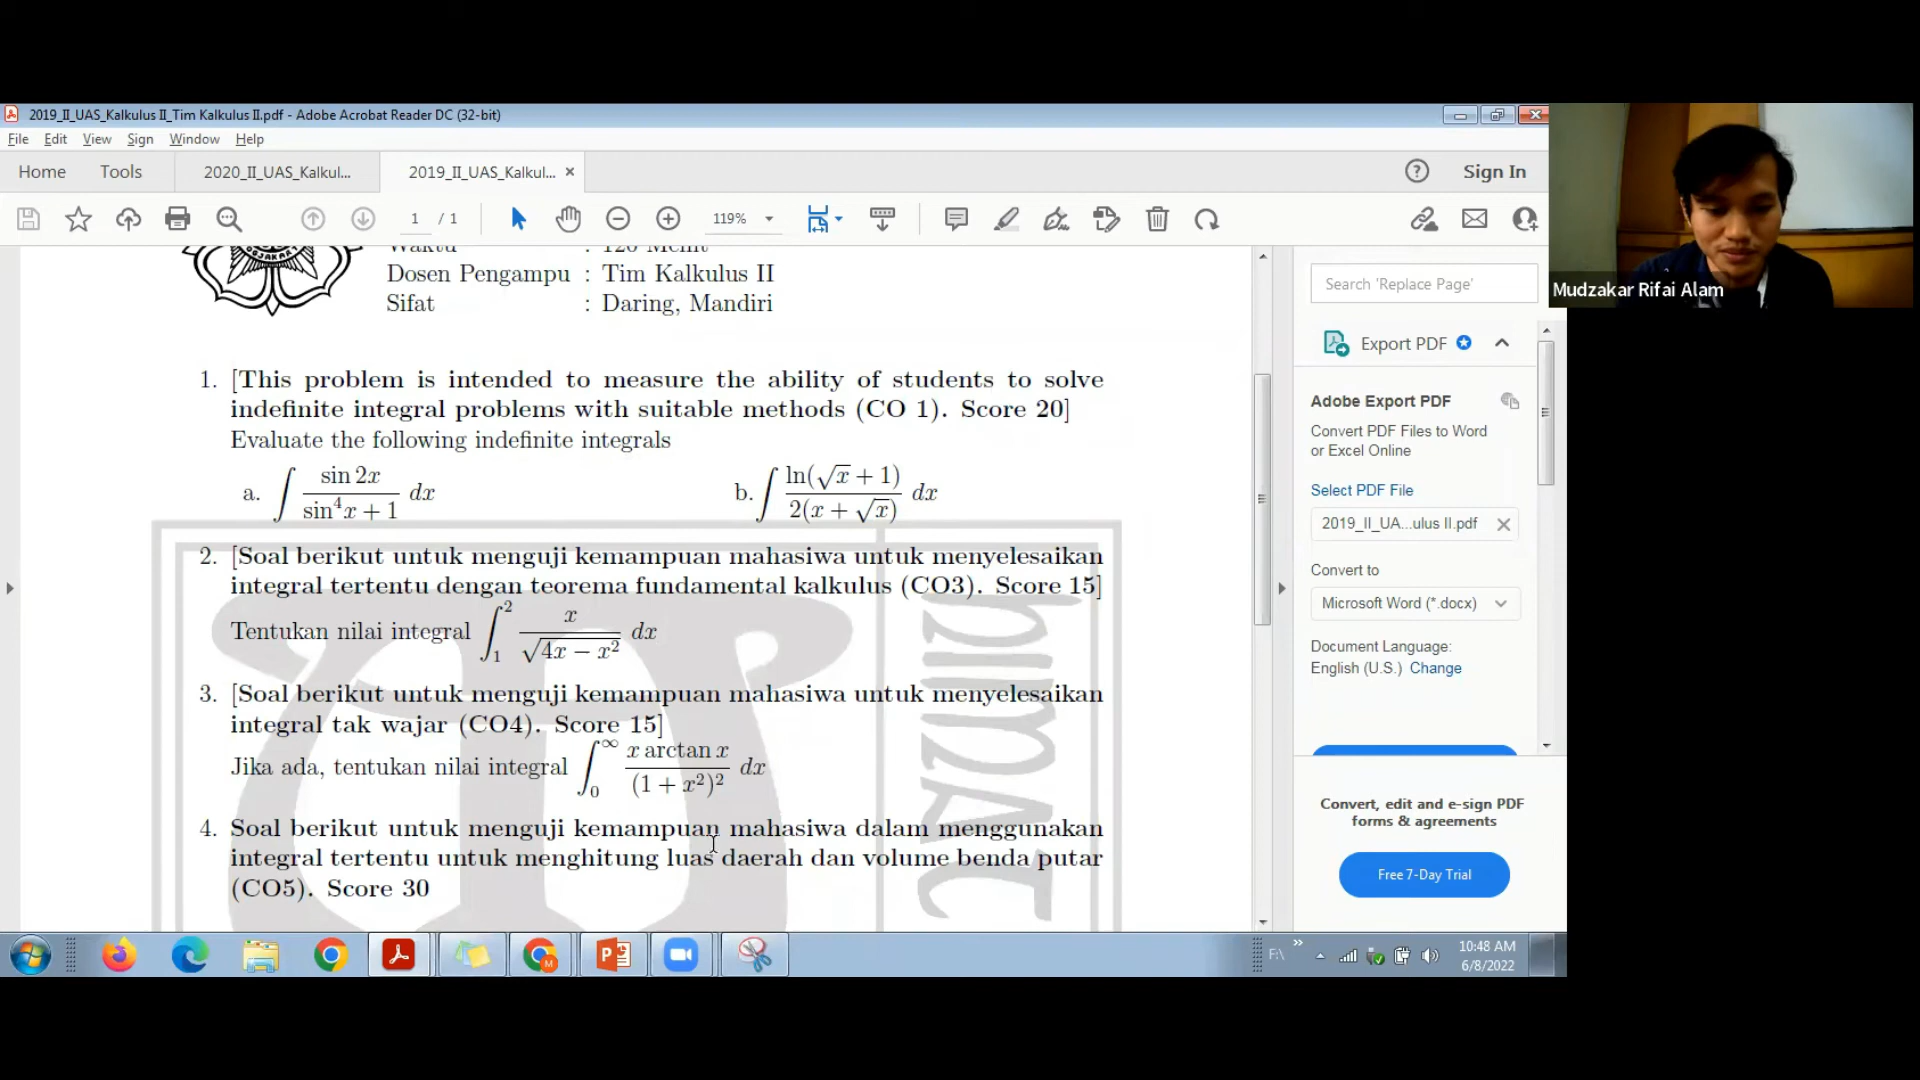 2019_II_UAS_Kalkulus II_Tim Kalkulus II.pdf - Adobe Acrobat Reader DC (32-bit)
File Edit View Sign Window Help
Home Tools 2020_II_UAS_Kalkul... 2019_II_UAS_Kalkul... × Sign In
1 / 1 119%
Waktu : 120 Menit
Dosen Pengampu : Tim Kalkulus II
Sifat : Daring, Mandiri
1. [This problem is intended to measure the ability of students to solve
indefinite integral problems with suitable methods (CO 1). Score 20]
Evaluate the following indefinite integrals
a. ∫ sin 2x / (sin⁴x + 1) dx b. ∫ ln(√x + 1) / 2(x + √x) dx
2. [Soal berikut untuk menguji kemampuan mahasiwa untuk menyelesaikan
integral tertentu dengan teorema fundamental kalkulus (CO3). Score 15]
Tentukan nilai integral ∫₁² x / √(4x − x²) dx
3. [Soal berikut untuk menguji kemampuan mahasiwa untuk menyelesaikan
integral tak wajar (CO4). Score 15]
Jika ada, tentukan nilai integral ∫₀^∞ x arctan x / (1 + x²)² dx
4. Soal berikut untuk menguji kemampuan mahasiwa dalam menggunakan
integral tertentu untuk menghitung luas daerah dan volume benda putar
(CO5). Score 30
Search 'Replace Page'
Export PDF
Adobe Export PDF
Convert PDF Files to Word
or Excel Online
Select PDF File
2019_II_UA...ulus II.pdf
Convert to
Microsoft Word (*.docx)
Document Language:
English (U.S.) Change
Convert, edit and e-sign PDF
forms & agreements
Free 7-Day Trial
Mudzakar Rifai Alam
F:\
10:48 AM
6/8/2022